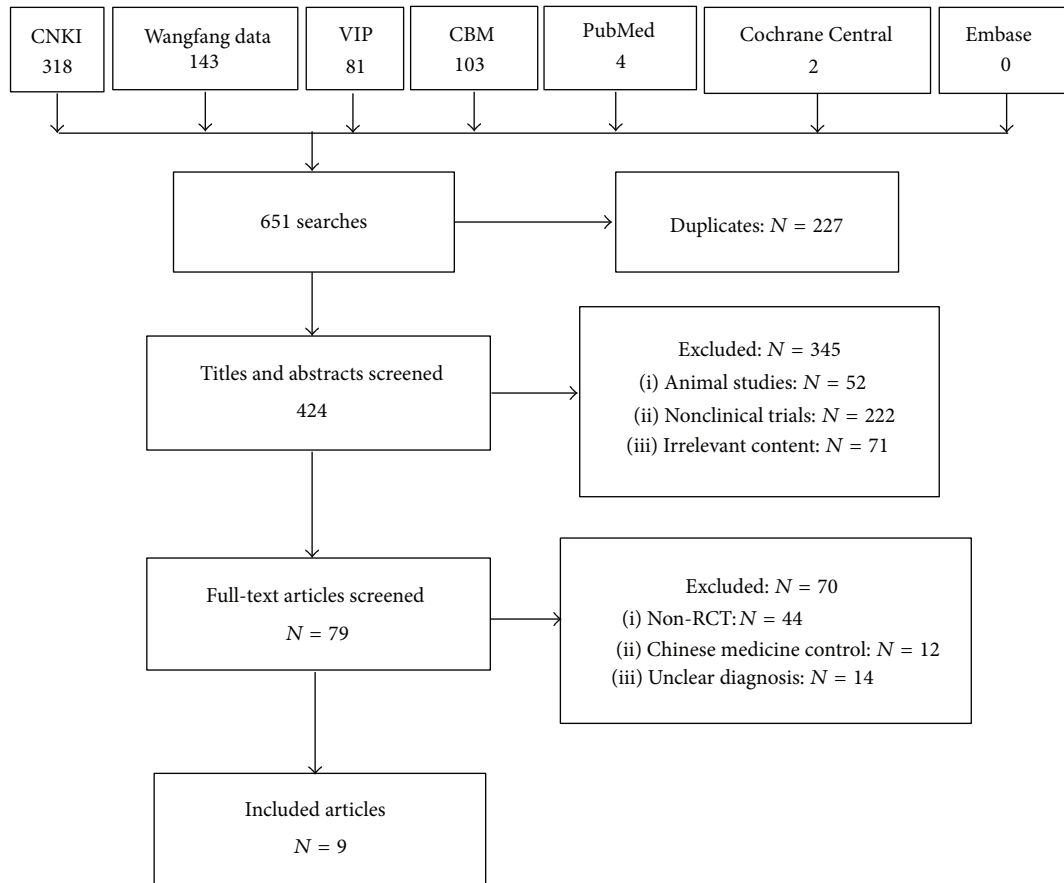 CNKI
318
Wangfang data
143
VIP
81
CBM
103
PubMed
4
Cochrane Central
2
Embase
0
651 searches
Duplicates: N = 227
Titles and abstracts screened
424
Excluded: N = 345
(i) Animal studies: N = 52
(ii) Nonclinical trials: N = 222
(iii) Irrelevant content: N = 71
Full-text articles screened
N = 79
Excluded: N = 70
(i) Non-RCT: N = 44
(ii) Chinese medicine control: N = 12
(iii) Unclear diagnosis: N = 14
Included articles
N = 9